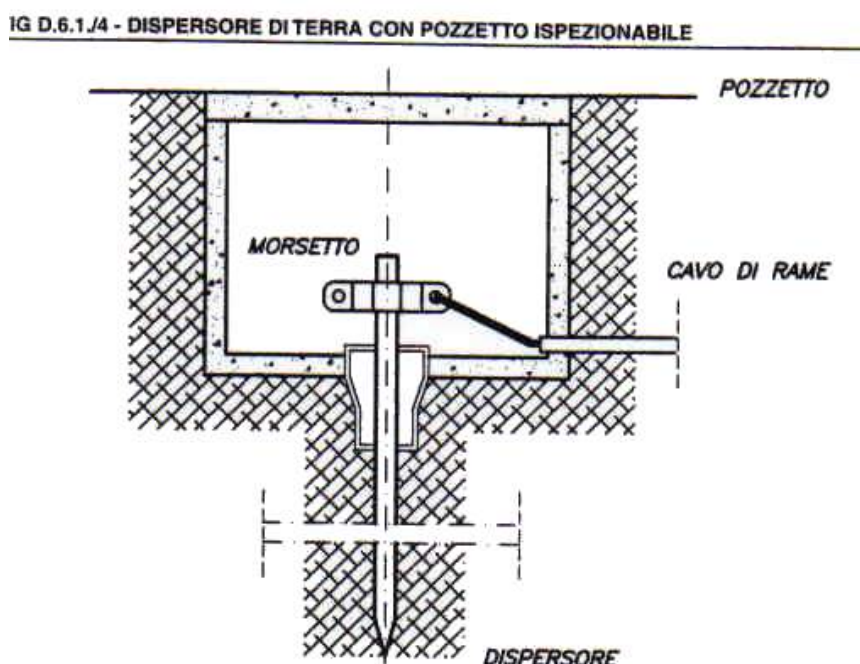 IG D.6.1./4 - DISPERSORE DI TERRA CON POZZETTO ISPEZIONABILE
POZZETTO
MORSETTO
CAVO DI RAME
DISPERSORE